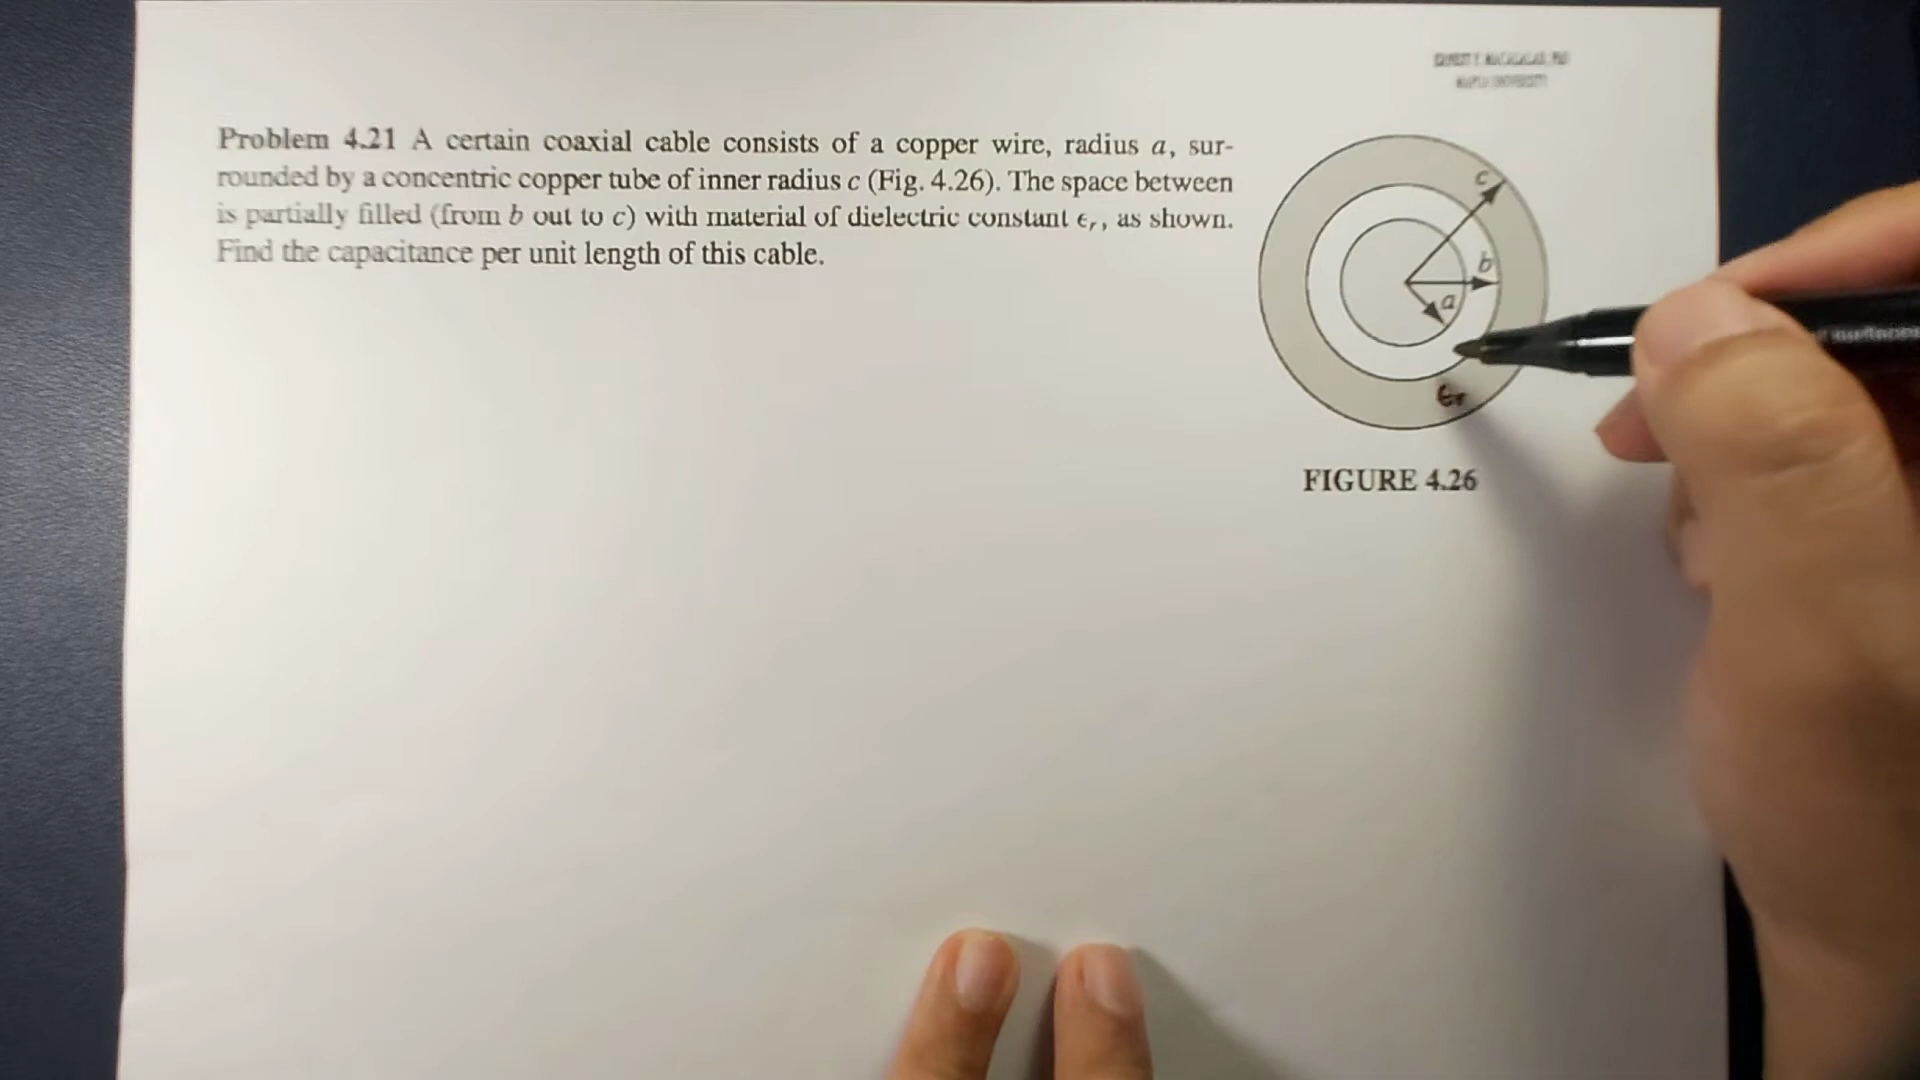 Problem 4.21 A certain coaxial cable consists of a copper wire, radius a, sur-
rounded by a concentric copper tube of inner radius c (Fig. 4.26). The space between
is partially filled (from b out to c) with material of dielectric constant ϵr, as shown.
Find the capacitance per unit length of this cable.
c
b
a
ϵr
FIGURE 4.26